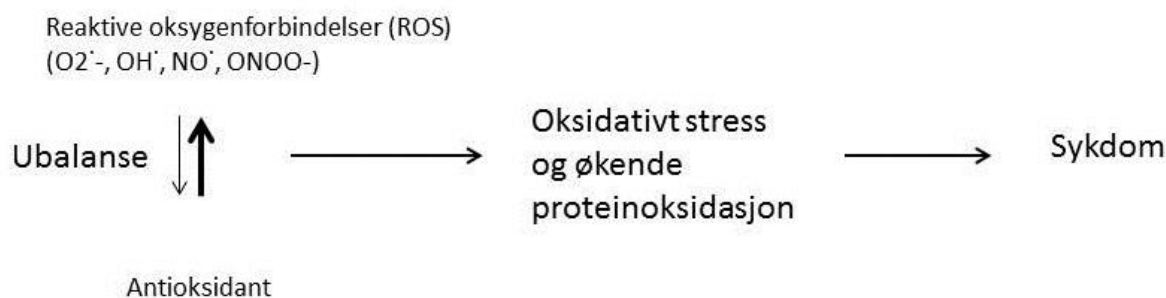 Reaktive oksygenforbindelser (ROS)
(O2˙-, OH˙, NO˙, ONOO-)
Ubalanse
Oksidativt stress
og økende
proteinoksidasjon
Sykdom
Antioksidant